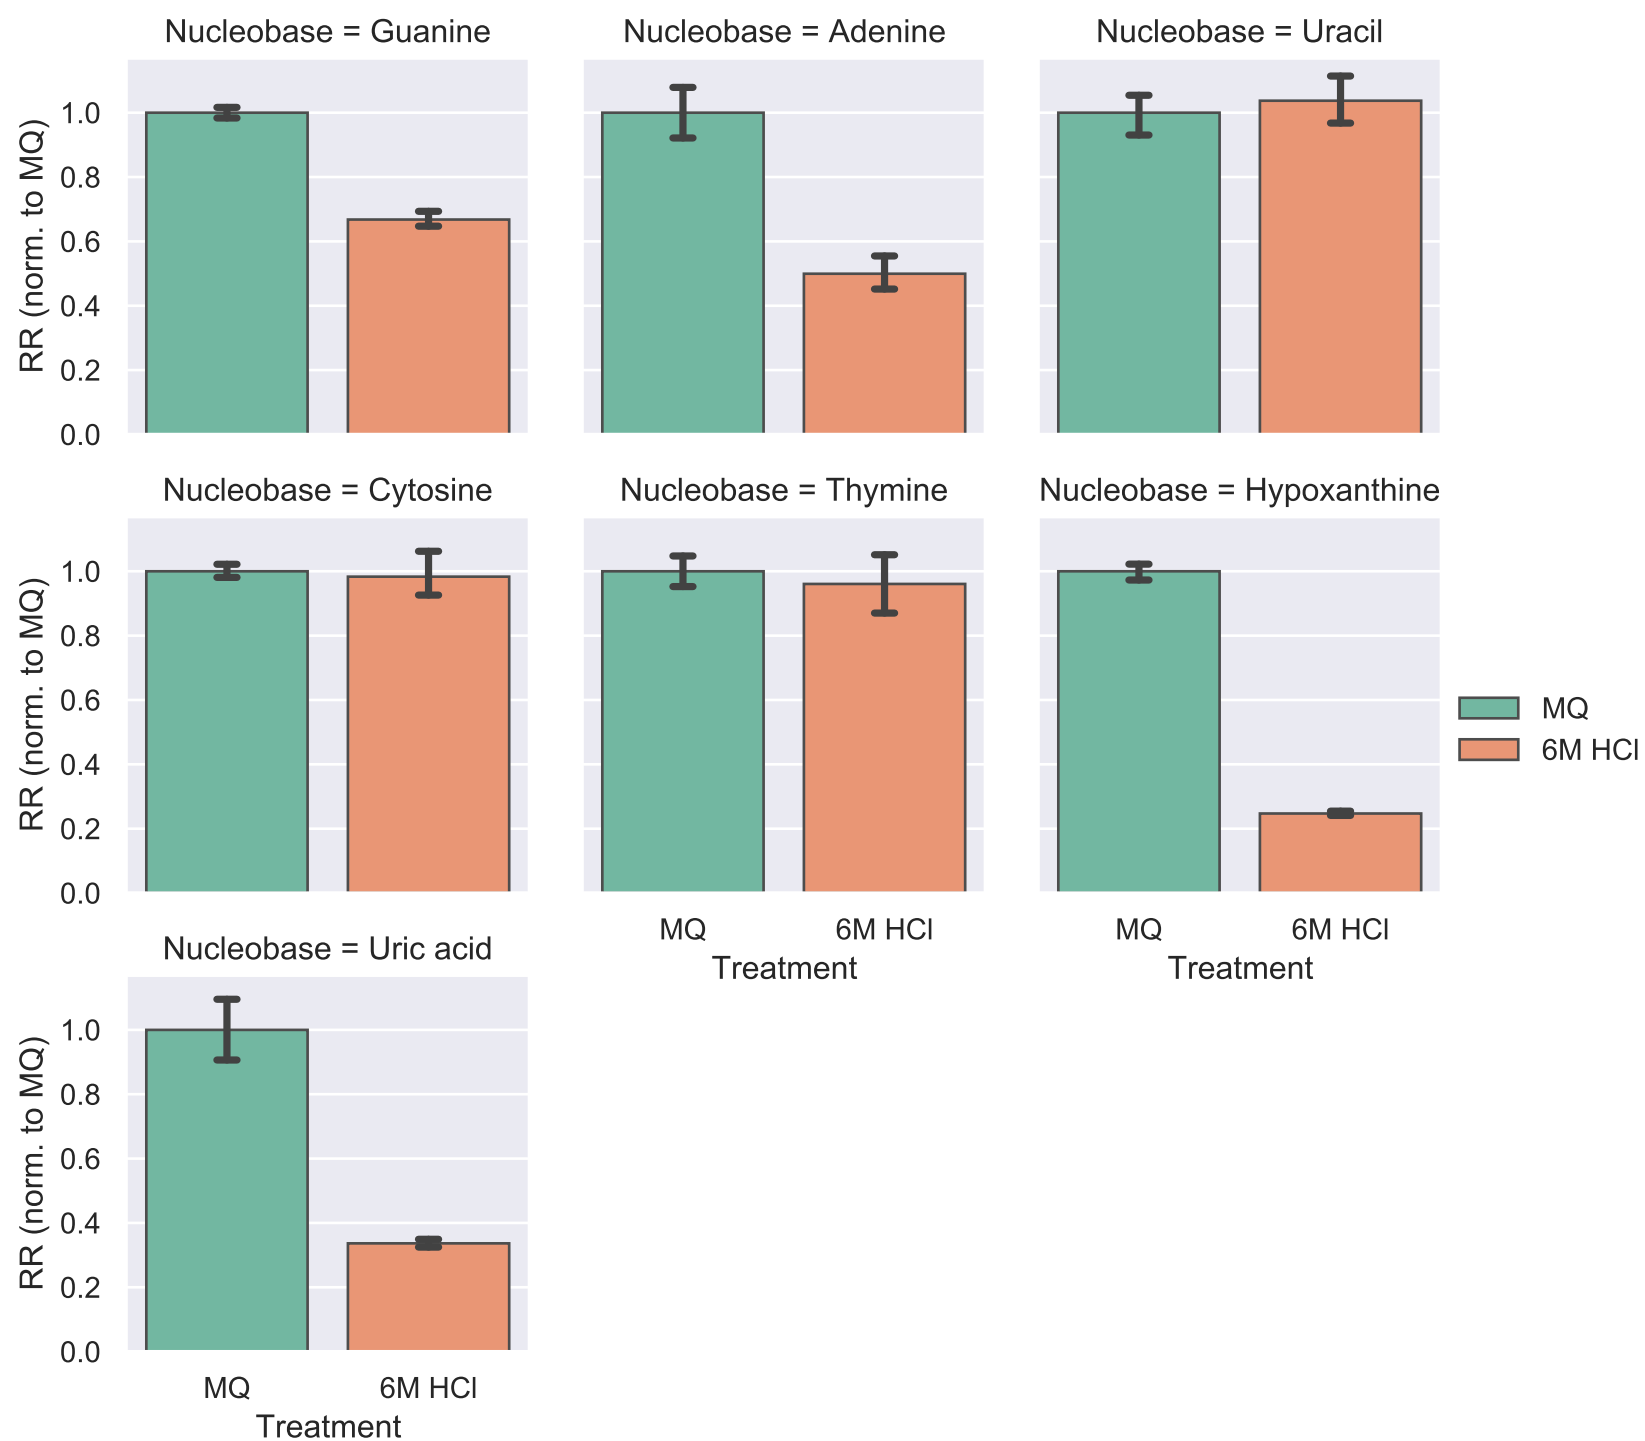 Nucleobase = Guanine
Nucleobase = Adenine
Nucleobase = Uracil
RR (norm. to MQ)
1.0
0.8
0.6
0.4
0.2
0.0
Nucleobase = Cytosine
Nucleobase = Thymine
Nucleobase = Hypoxanthine
RR (norm. to MQ)
1.0
0.8
0.6
0.4
0.2
0.0
MQ
6M HCl
MQ 6M HCl
Treatment
MQ 6M HCl
Treatment
Nucleobase = Uric acid
RR (norm. to MQ)
1.0
0.8
0.6
0.4
0.2
0.0
MQ 6M HCl
Treatment